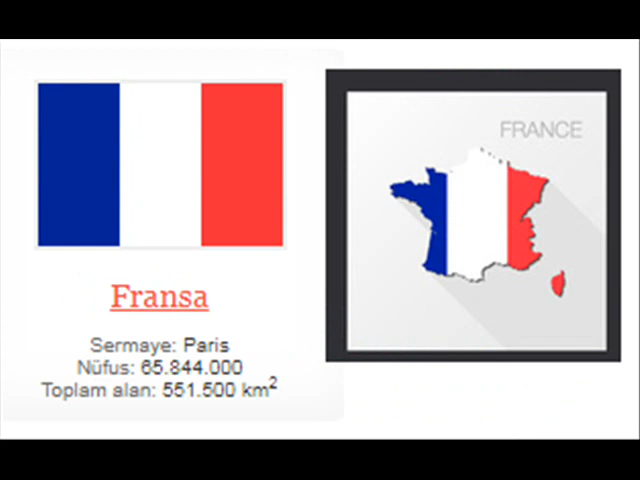 Fransa
Sermaye: Paris
Nüfus: 65.844.000
Toplam alan: 551.500 km²
FRANCE